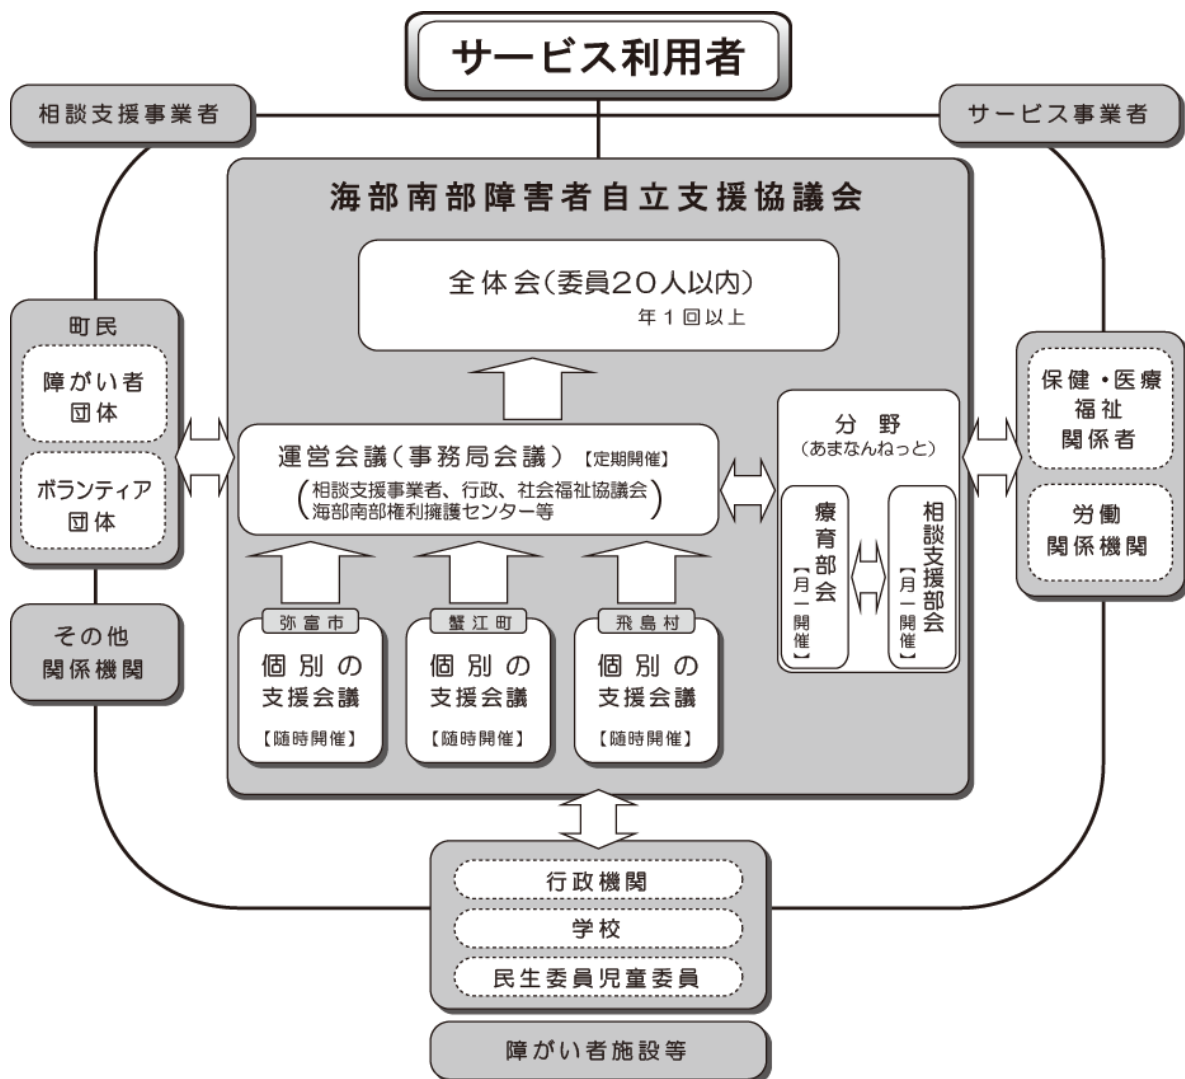 サービス利用者
相談支援事業者
サービス事業者
海部南部障害者自立支援協議会
全体会（委員２０人以内）
年１回以上
町民
障がい者
団体
ボランティア
団体
その他
関係機関
運営会議（事務局会議）【定期開催】
（相談支援事業者、行政、社会福祉協議会
海部南部権利擁護センター等）
分野
（あまなんねっと）
療育部会
【月一開催】
相談支援部会
【月一開催】
保健・医療
福祉
関係者
労働
関係機関
弥富市
個別の
支援会議
【随時開催】
蟹江町
個別の
支援会議
【随時開催】
飛島村
個別の
支援会議
【随時開催】
行政機関
学校
民生委員児童委員
障がい者施設等